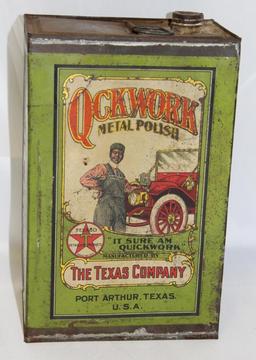 QCKWORK
METAL POLISH
TEXACO
"IT SURE AM
QUICKWORK"
MANUFACTURED BY
THE TEXAS COMPANY
PORT ARTHUR, TEXAS.
U.S.A.